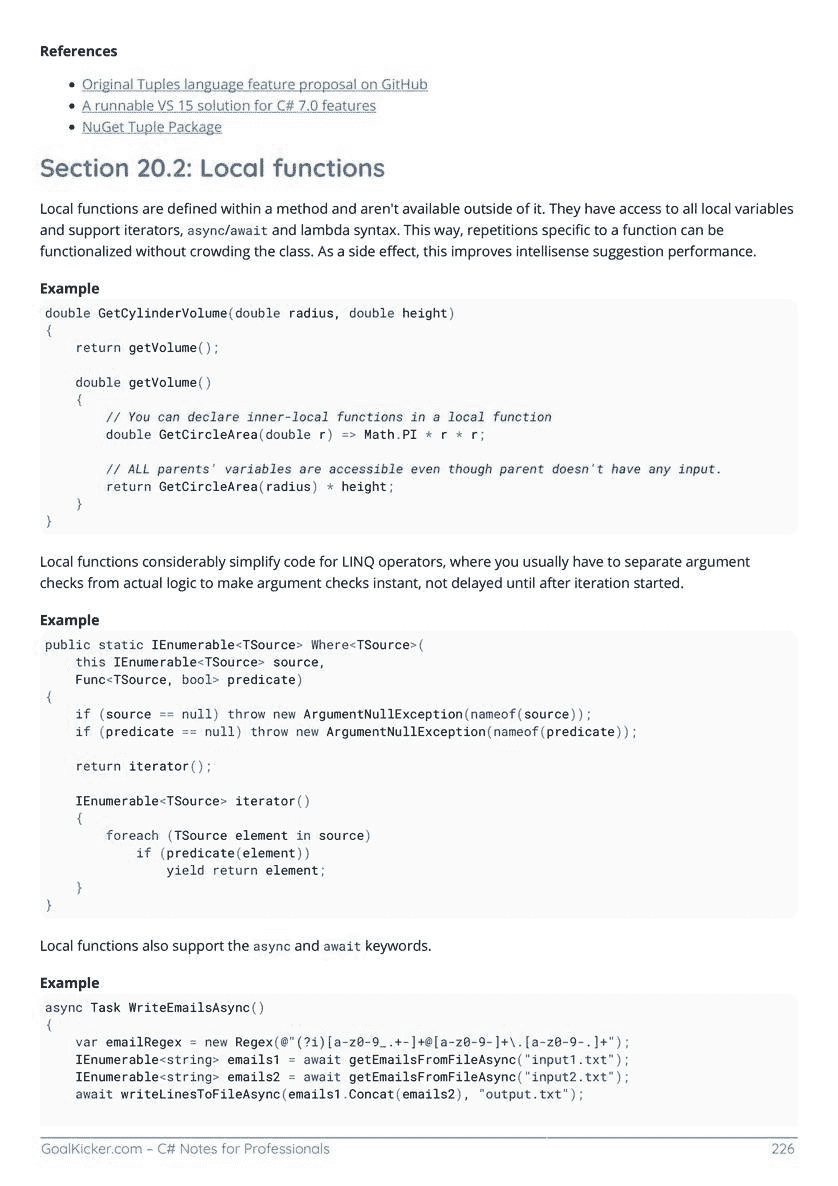 References
• Original Tuples language feature proposal on GitHub
• A runnable VS 15 solution for C# 7.0 features
• NuGet Tuple Package
Section 20.2: Local functions
Local functions are defined within a method and aren't available outside of it. They have access to all local variables
and support iterators, async/await and lambda syntax. This way, repetitions specific to a function can be
functionalized without crowding the class. As a side effect, this improves intellisense suggestion performance.
Example
double GetCylinderVolume(double radius, double height)
{
    return getVolume();

    double getVolume()
    {
        // You can declare inner-local functions in a local function
        double GetCircleArea(double r) => Math.PI * r * r;

        // ALL parents' variables are accessible even though parent doesn't have any input.
        return GetCircleArea(radius) * height;
    }
}
Local functions considerably simplify code for LINQ operators, where you usually have to separate argument
checks from actual logic to make argument checks instant, not delayed until after iteration started.
Example
public static IEnumerable<TSource> Where<TSource>(
    this IEnumerable<TSource> source,
    Func<TSource, bool> predicate)
{
    if (source == null) throw new ArgumentNullException(nameof(source));
    if (predicate == null) throw new ArgumentNullException(nameof(predicate));

    return iterator();

    IEnumerable<TSource> iterator()
    {
        foreach (TSource element in source)
            if (predicate(element))
                yield return element;
    }
}
Local functions also support the async and await keywords.
Example
async Task WriteEmailsAsync()
{
    var emailRegex = new Regex(@"(?i)[a-z0-9_.+-]+@[a-z0-9-]+\.[a-z0-9-.]+");
    IEnumerable<string> emails1 = await getEmailsFromFileAsync("input1.txt");
    IEnumerable<string> emails2 = await getEmailsFromFileAsync("input2.txt");
    await writeLinesToFileAsync(emails1.Concat(emails2), "output.txt");
GoalKicker.com – C# Notes for Professionals
226